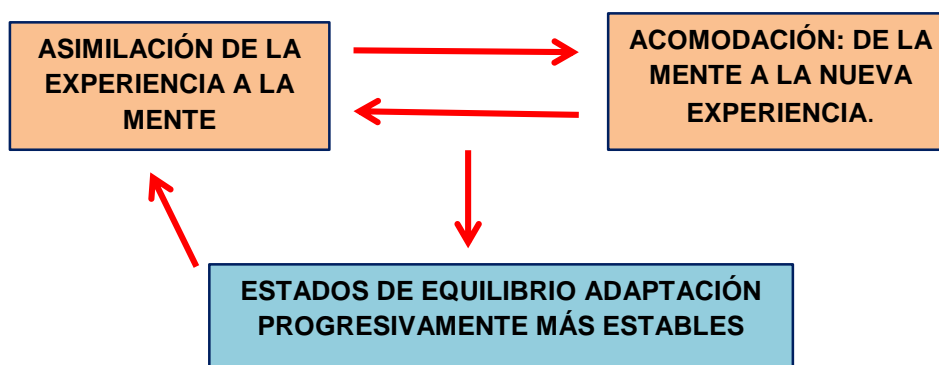 ASIMILACIÓN DE LA
EXPERIENCIA A LA
MENTE
ACOMODACIÓN: DE LA
MENTE A LA NUEVA
EXPERIENCIA.
ESTADOS DE EQUILIBRIO ADAPTACIÓN
PROGRESIVAMENTE MÁS ESTABLES